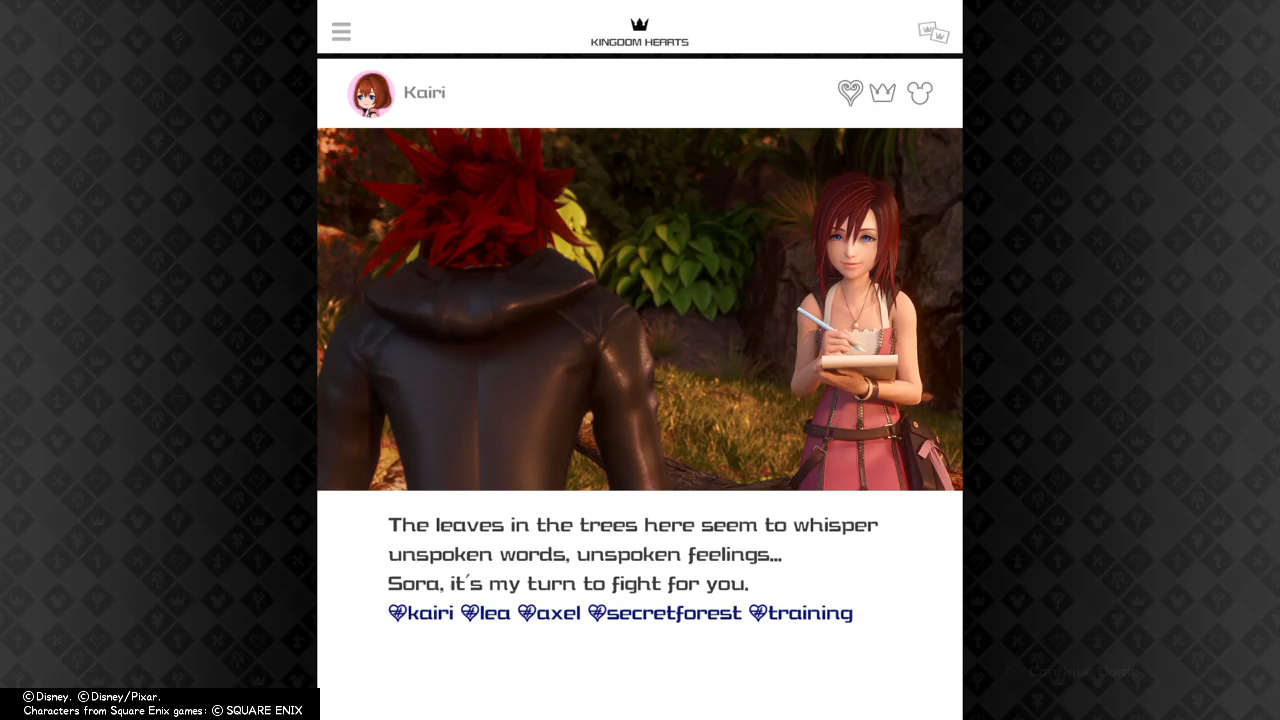 KINGDOM HEARTS
Kairi
The leaves in the trees here seem to whisper
unspoken words, unspoken feelings...
Sora, it's my turn to fight for you.
#kairi #lea #axel #secretforest #training
©Disney. ©Disney/Pixar.
Characters from Square Enix games: © SQUARE ENIX